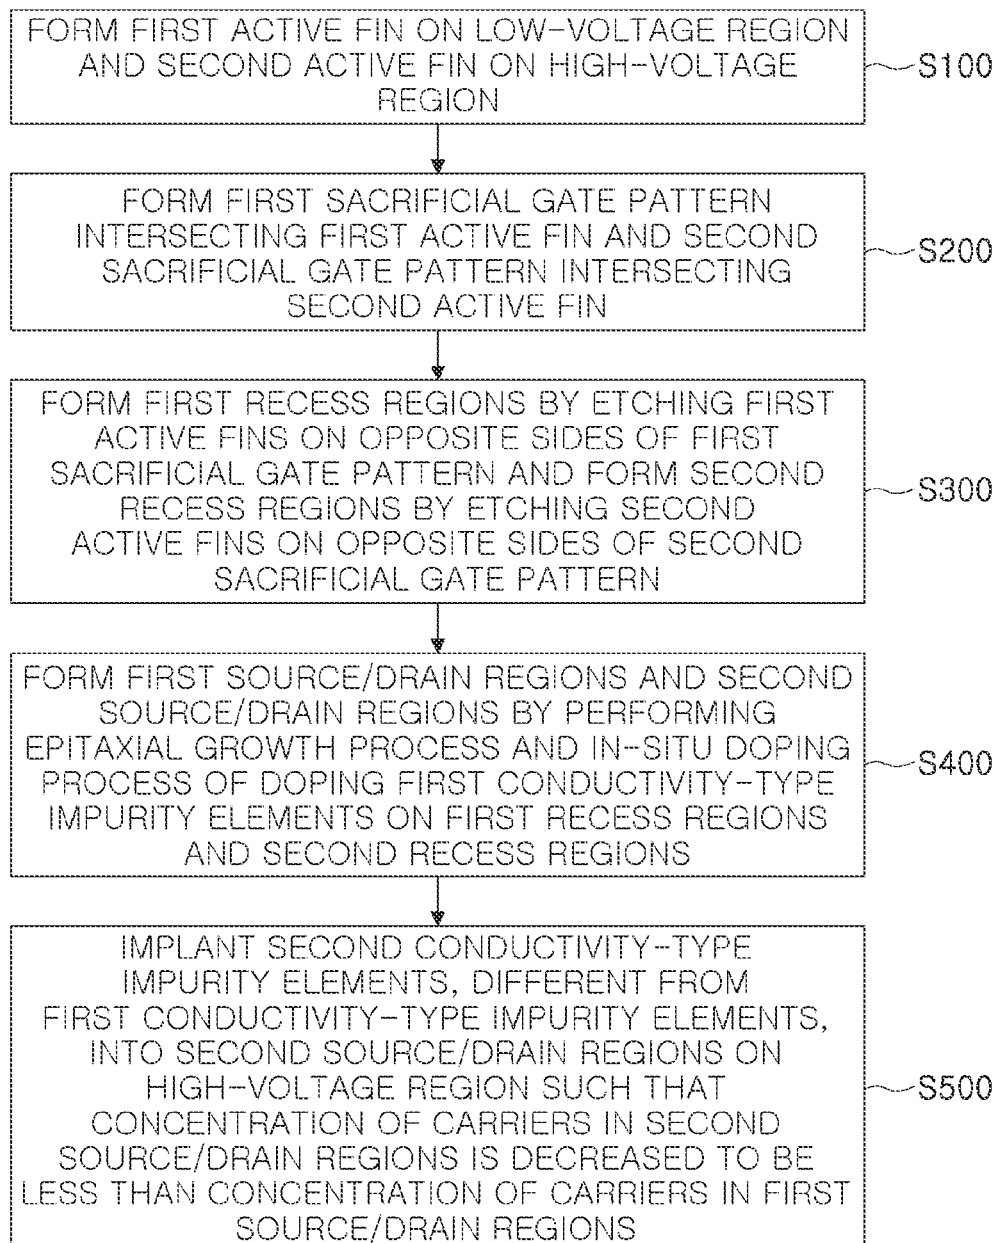 FORM FIRST ACTIVE FIN ON LOW-VOLTAGE REGION
AND SECOND ACTIVE FIN ON HIGH-VOLTAGE
REGION
S100
FORM FIRST SACRIFICIAL GATE PATTERN
INTERSECTING FIRST ACTIVE FIN AND SECOND
SACRIFICIAL GATE PATTERN INTERSECTING
SECOND ACTIVE FIN
S200
FORM FIRST RECESS REGIONS BY ETCHING FIRST
ACTIVE FINS ON OPPOSITE SIDES OF FIRST
SACRIFICIAL GATE PATTERN AND FORM SECOND
RECESS REGIONS BY ETCHING SECOND
ACTIVE FINS ON OPPOSITE SIDES OF SECOND
SACRIFICIAL GATE PATTERN
S300
FORM FIRST SOURCE/DRAIN REGIONS AND SECOND
SOURCE/DRAIN REGIONS BY PERFORMING
EPITAXIAL GROWTH PROCESS AND IN-SITU DOPING
PROCESS OF DOPING FIRST CONDUCTIVITY-TYPE
IMPURITY ELEMENTS ON FIRST RECESS REGIONS
AND SECOND RECESS REGIONS
S400
IMPLANT SECOND CONDUCTIVITY-TYPE
IMPURITY ELEMENTS, DIFFERENT FROM
FIRST CONDUCTIVITY-TYPE IMPURITY ELEMENTS,
INTO SECOND SOURCE/DRAIN REGIONS ON
HIGH-VOLTAGE REGION SUCH THAT
CONCENTRATION OF CARRIERS IN SECOND
SOURCE/DRAIN REGIONS IS DECREASED TO BE
LESS THAN CONCENTRATION OF CARRIERS IN FIRST
SOURCE/DRAIN REGIONS
S500